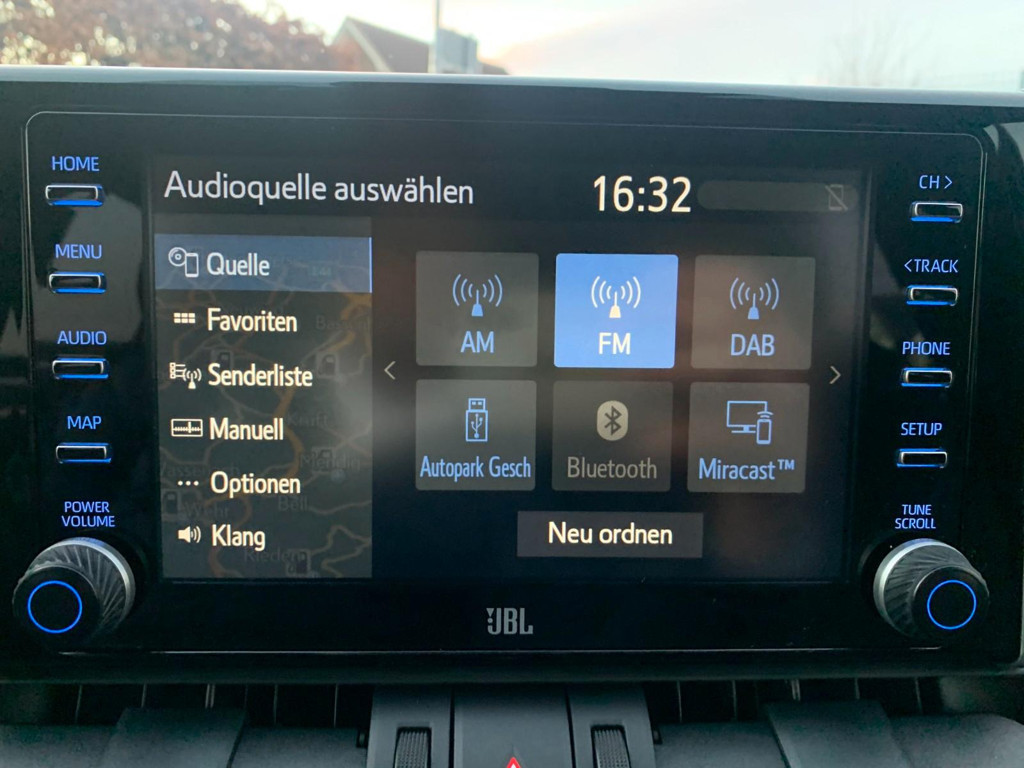 HOME
MENU
AUDIO
MAP
POWER
VOLUME
Audioquelle auswählen
16:32
Quelle
Favoriten
Senderliste
Manuell
Optionen
Klang
AM
FM
DAB
Autopark Gesch
Bluetooth
Miracast™
Neu ordnen
JBL
CH >
<TRACK
PHONE
SETUP
TUNE
SCROLL